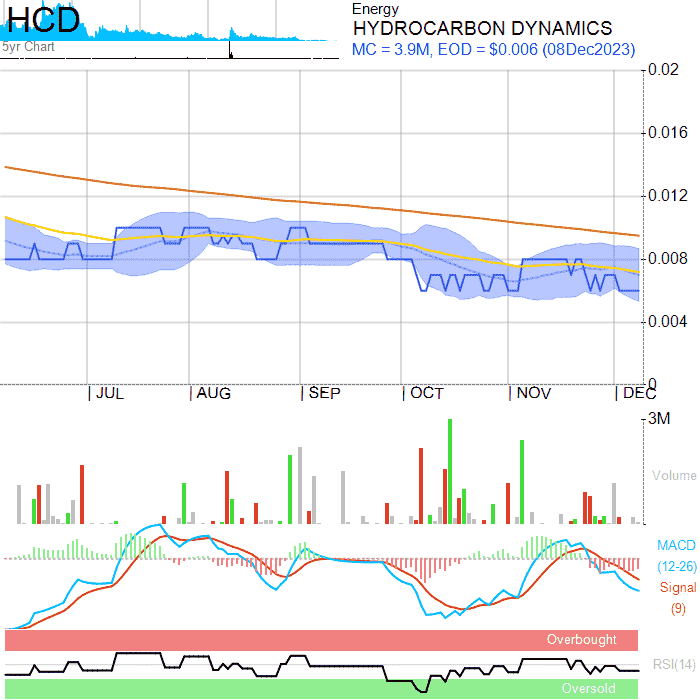 HCD
5yr Chart
Energy
HYDROCARBON DYNAMICS
MC = 3.9M, EOD = $0.006 (08Dec2023)
0.02
0.016
0.012
0.008
0.004
0
JUL AUG SEP OCT NOV DEC
3M
Volume
MACD
(12-26)
Signal
(9)
Overbought
RSI(14)
Oversold